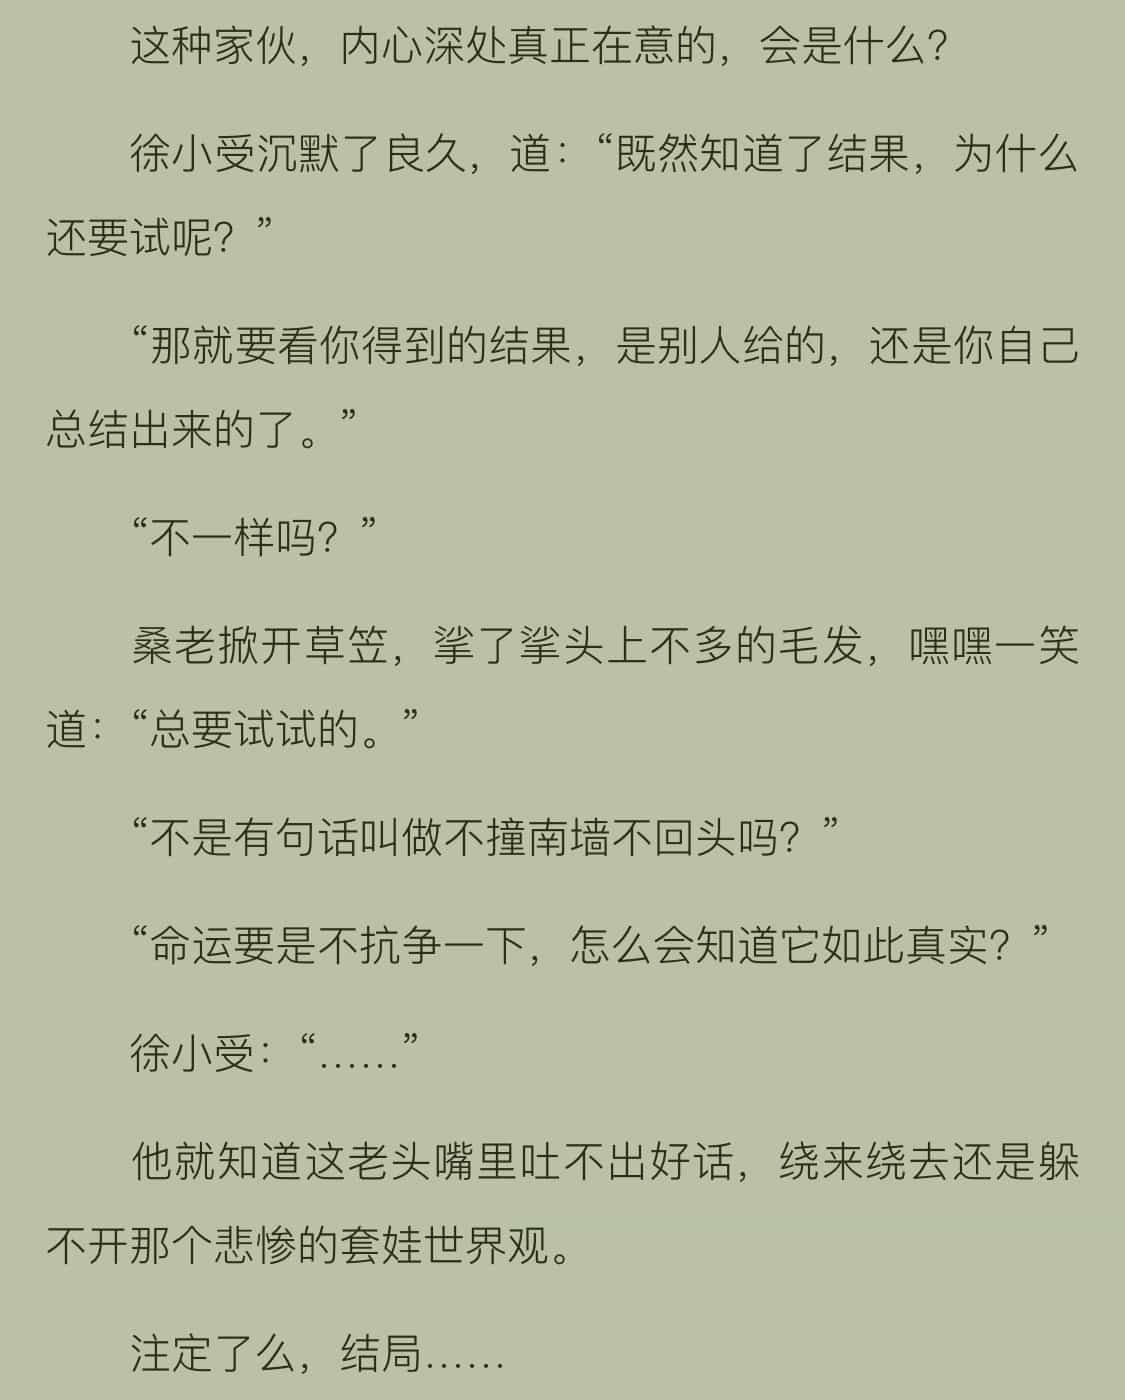 这种家伙，内心深处真正在意的，会是什么？
徐小受沉默了良久，道：“既然知道了结果，为什么
还要试呢？”
“那就要看你得到的结果，是别人给的，还是你自己
总结出来的了。”
“不一样吗？”
桑老掀开草笠，挲了挲头上不多的毛发，嘿嘿一笑
道：“总要试试的。”
“不是有句话叫做不撞南墙不回头吗？”
“命运要是不抗争一下，怎么会知道它如此真实？”
徐小受：“……”
他就知道这老头嘴里吐不出好话，绕来绕去还是躲
不开那个悲惨的套娃世界观。
注定了么，结局……